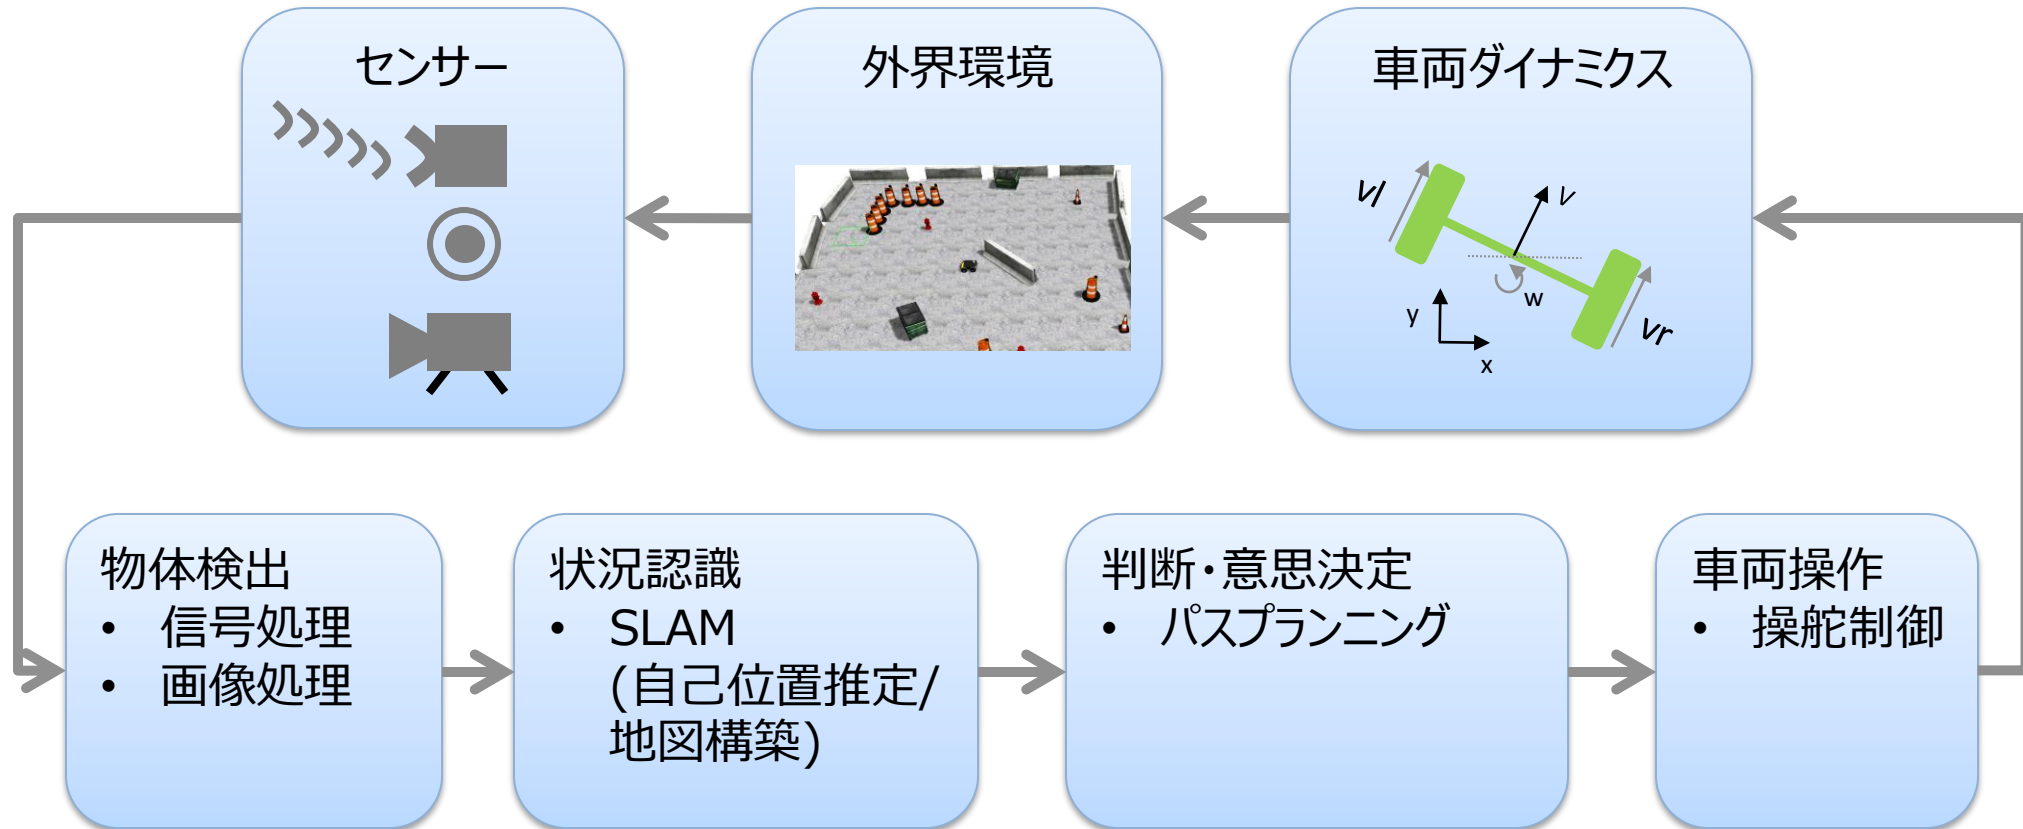 センサー
外界環境
車両ダイナミクス
vl
V
w
y
x
vr
物体検出
• 信号処理
• 画像処理
状況認識
• SLAM
(自己位置推定/
地図構築)
判断・意思決定
• パスプランニング
車両操作
• 操舵制御